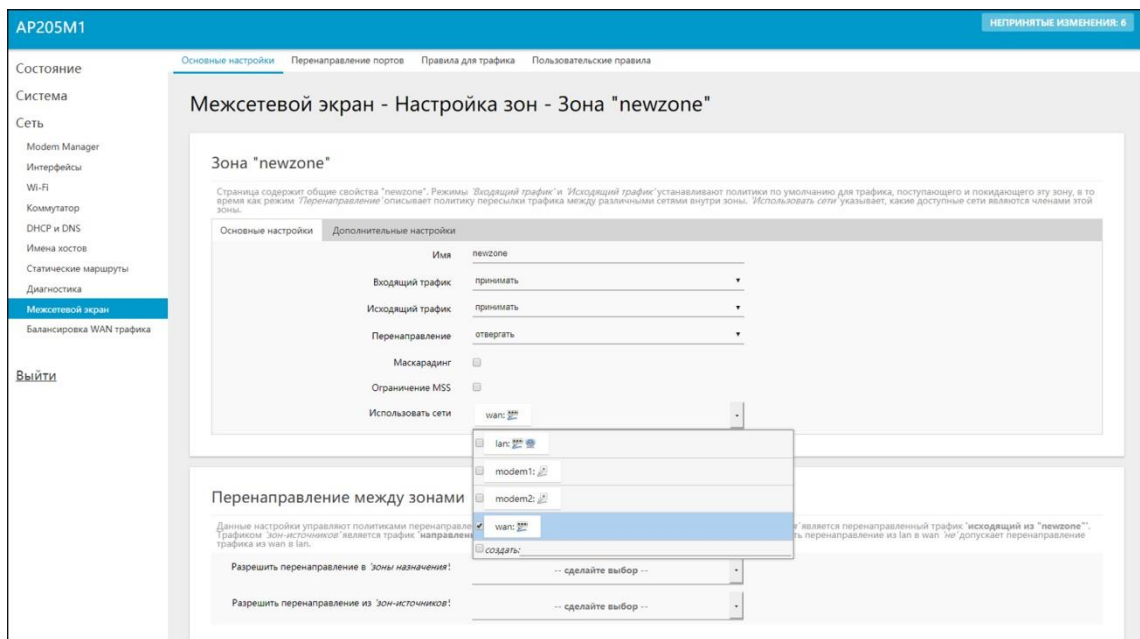 AP205M1
НЕПРИНЯТЫЕ ИЗМЕНЕНИЯ: 6
Состояние
Система
Сеть
Modem Manager
Интерфейсы
Wi-Fi
Коммутатор
DHCP и DNS
Имена хостов
Статические маршруты
Диагностика
Межсетевой экран
Балансировка WAN трафика
Выйти
Основные настройки Перенаправление портов Правила для трафика Пользовательские правила
Межсетевой экран - Настройка зон - Зона "newzone"
Зона "newzone"
Страница содержит общие свойства "newzone". Режимы 'Входящий трафик' и 'Исходящий трафик' устанавливают политики по умолчанию для трафика, поступающего и покидающего эту зону, в то
время как режим 'Перенаправление' описывает политику пересылки трафика между различными сетями внутри зоны. 'Использовать сети' указывает, какие доступные сети являются членами этой
зоны.
Основные настройки Дополнительные настройки
Имя newzone
Входящий трафик принимать
Исходящий трафик принимать
Перенаправление отвергать
Маскарадинг
Ограничение MSS
Использовать сети wan:
lan:
modem1:
modem2:
wan:
создать:
Перенаправление между зонами
Данные настройки управляют политиками является перенаправленный трафик 'исходящий из "newzone"'.
Трафиком 'зон-источников' является трафик перенаправление из lan в wan 'не' допускает перенаправление
трафика из wan в lan.
Разрешить перенаправление в 'зоны назначения': -- сделайте выбор --
Разрешить перенаправление из 'зон-источников': -- сделайте выбор --